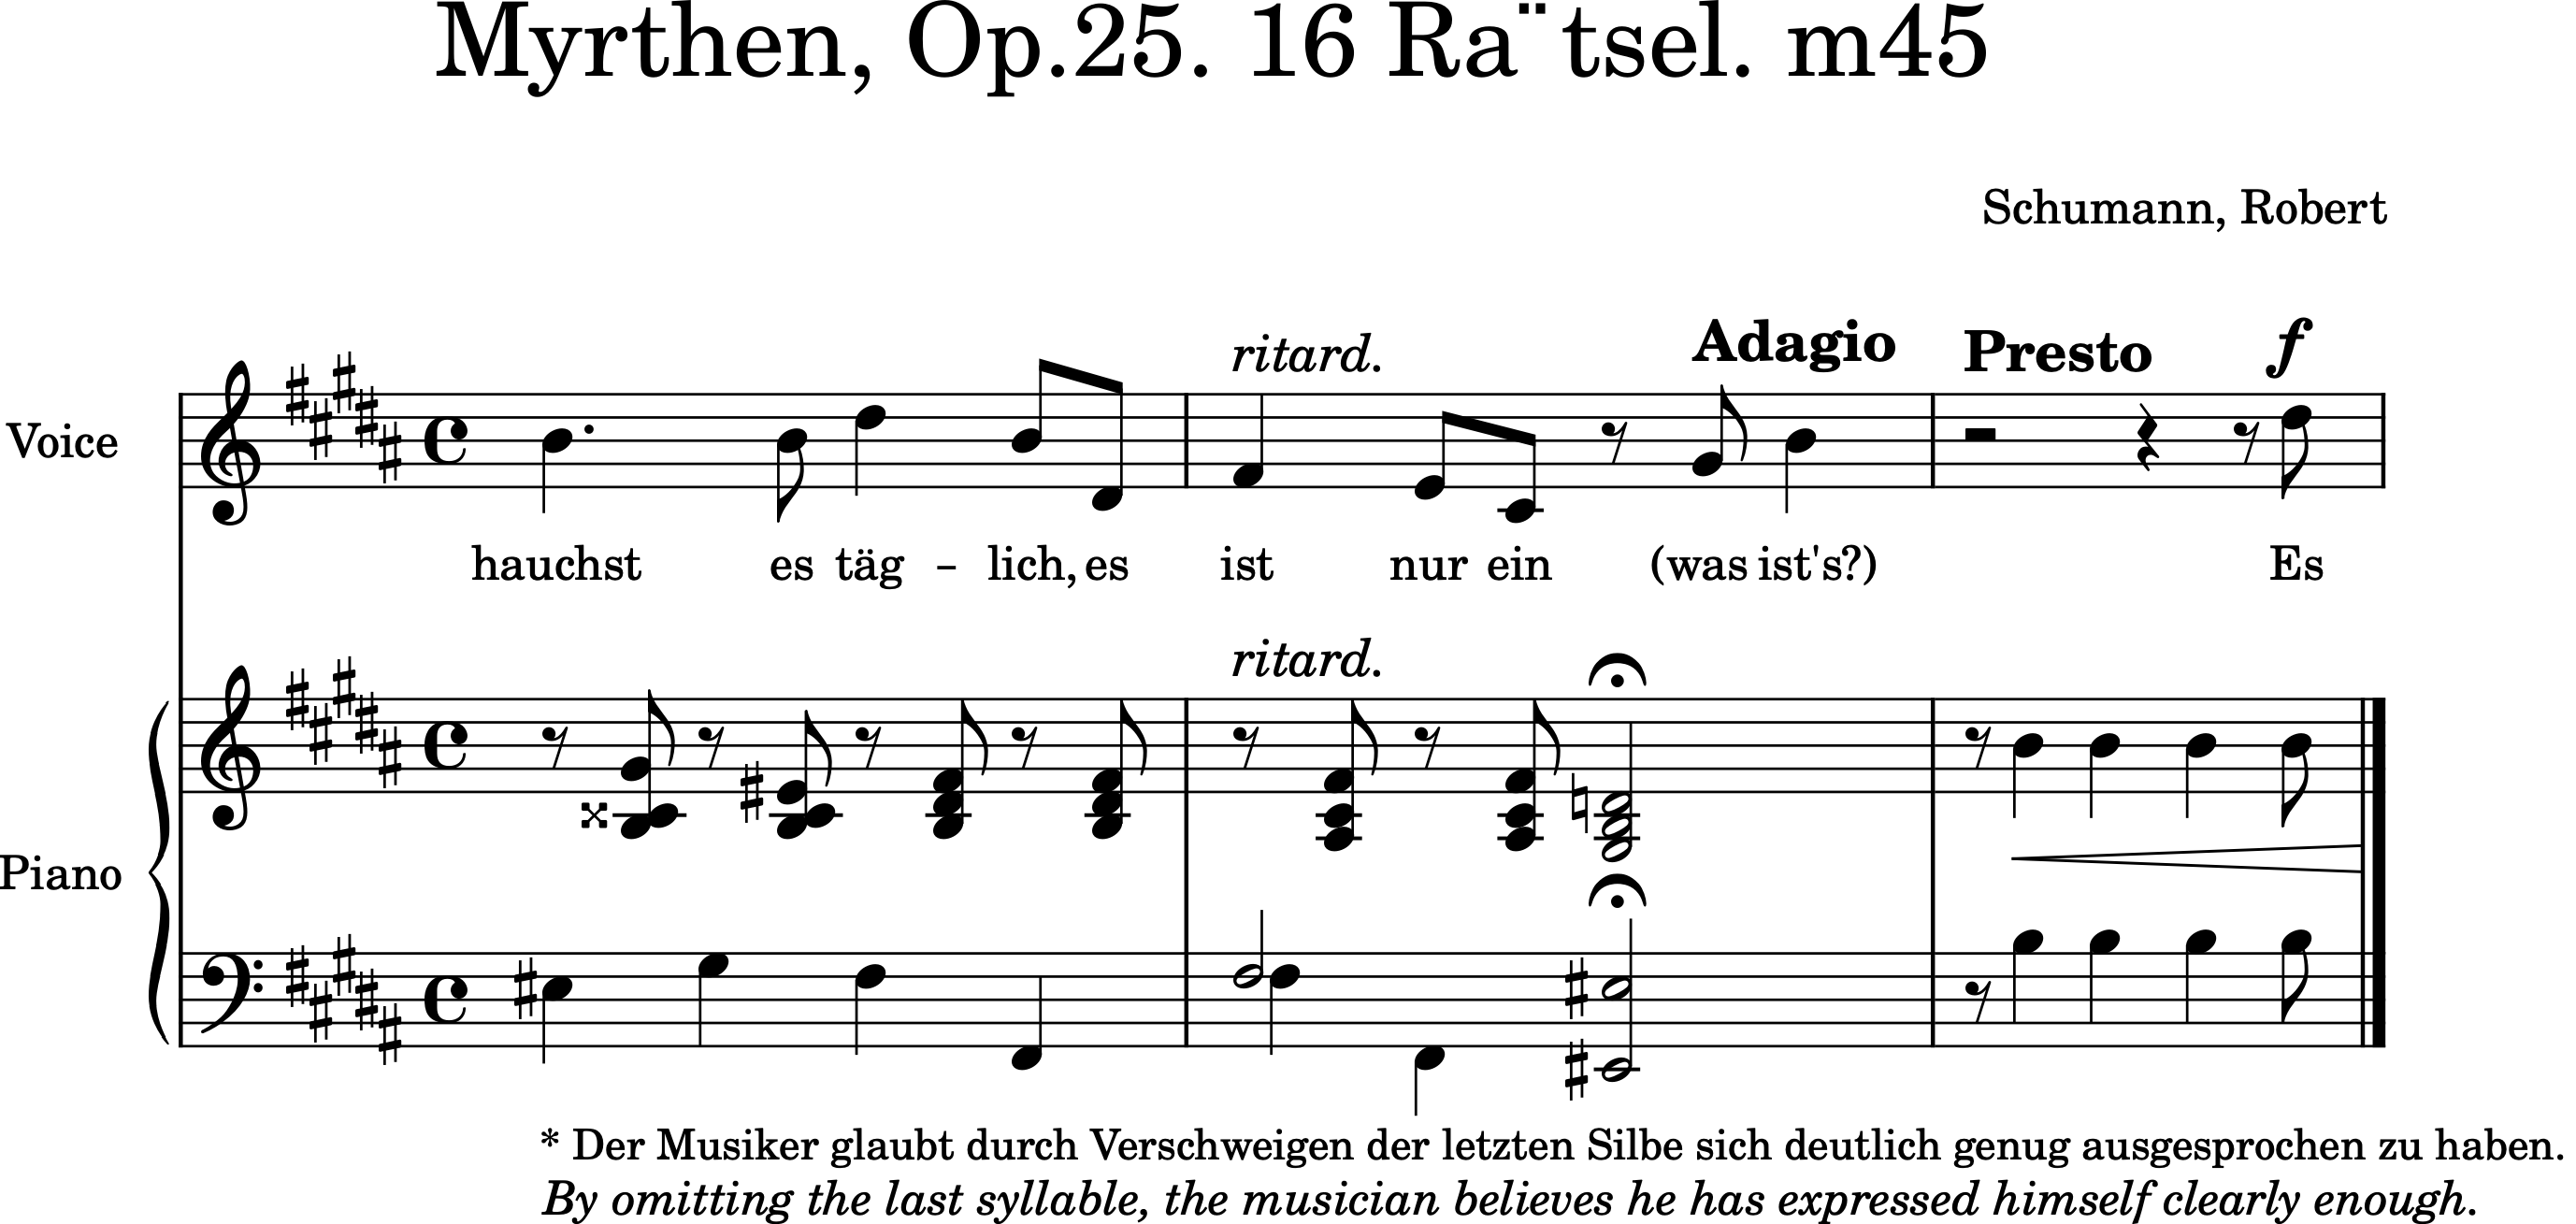 Myrthen, Op.25. 16 Ra¨tsel. m45
Schumann, Robert
ritard. Adagio Presto f
Voice
hauchst es täg - lich, es ist nur ein (was ist's?) Es
ritard.
Piano
* Der Musiker glaubt durch Verschweigen der letzten Silbe sich deutlich genug ausgesprochen zu haben.
By omitting the last syllable, the musician believes he has expressed himself clearly enough.